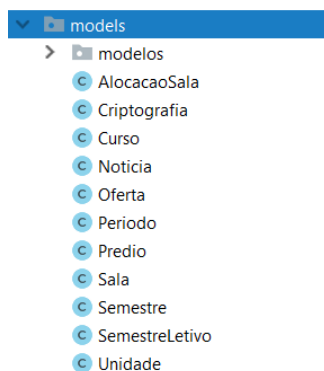 models
modelos
C AlocacaoSala
C Criptografia
C Curso
C Noticia
C Oferta
C Periodo
C Predio
C Sala
C Semestre
C SemestreLetivo
C Unidade